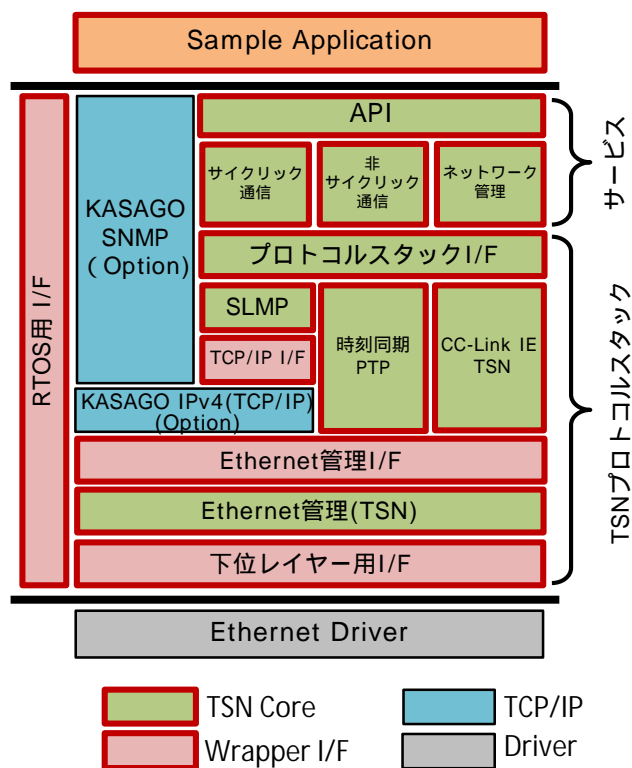 Sample Application
RTOS用 I/F
KASAGO
SNMP
(Option)
API
サイクリック
通信
非
サイクリック
通信
ネットワーク
管理
サービス
プロトコルスタックI/F
SLMP
TCP/IP I/F
時刻同期
PTP
CC-Link IE
TSN
KASAGO IPv4(TCP/IP)
(Option)
Ethernet管理I/F
Ethernet管理(TSN)
下位レイヤー用I/F
TSNプロトコルスタック
Ethernet Driver
TSN Core
TCP/IP
Wrapper I/F
Driver